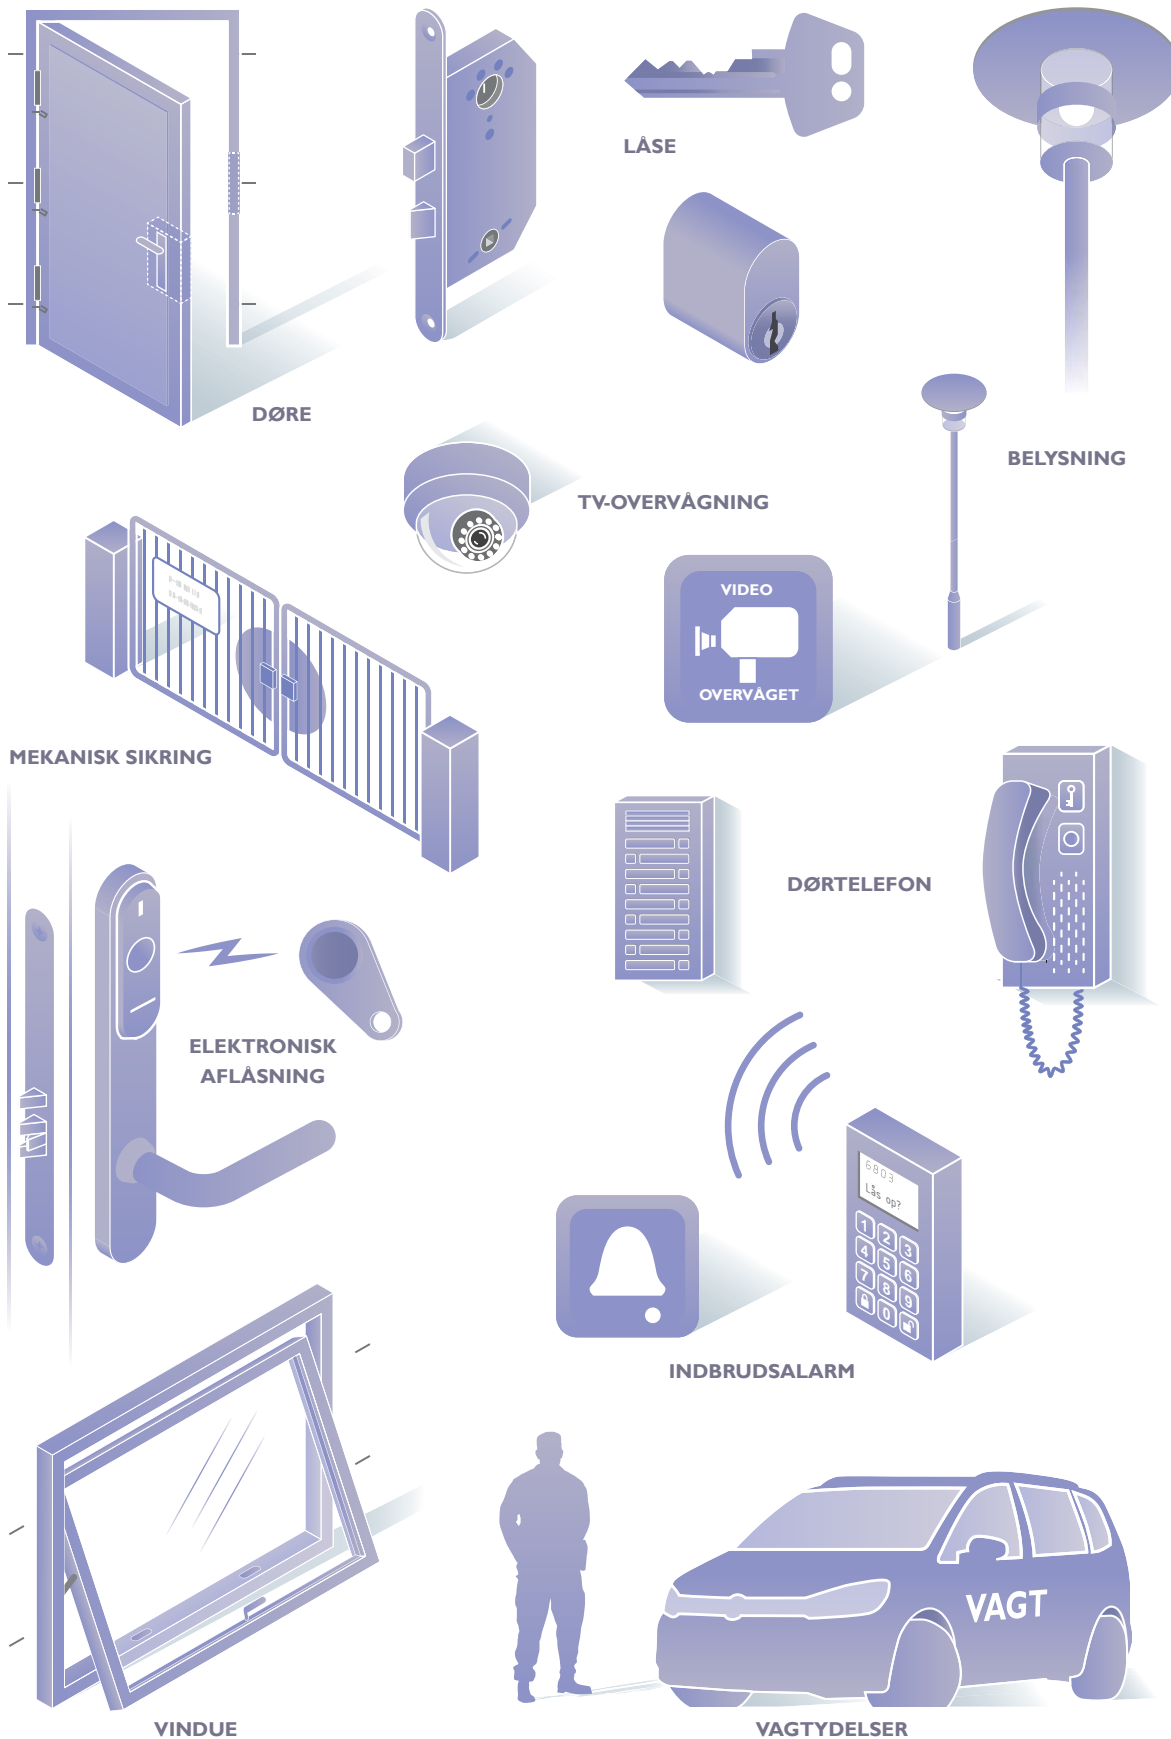 LÅSE
DØRE
BELYSNING
TV-OVERVÅGNING
VIDEO
OVERVÅGET
MEKANISK SIKRING
DØRTELEFON
ELEKTRONISK
AFLÅSNING
6803
Lås op?
1 2 3
4 5 6
7 8 9
0
INDBRUDSALARM
VAGT
VINDUE
VAGTYDELSER